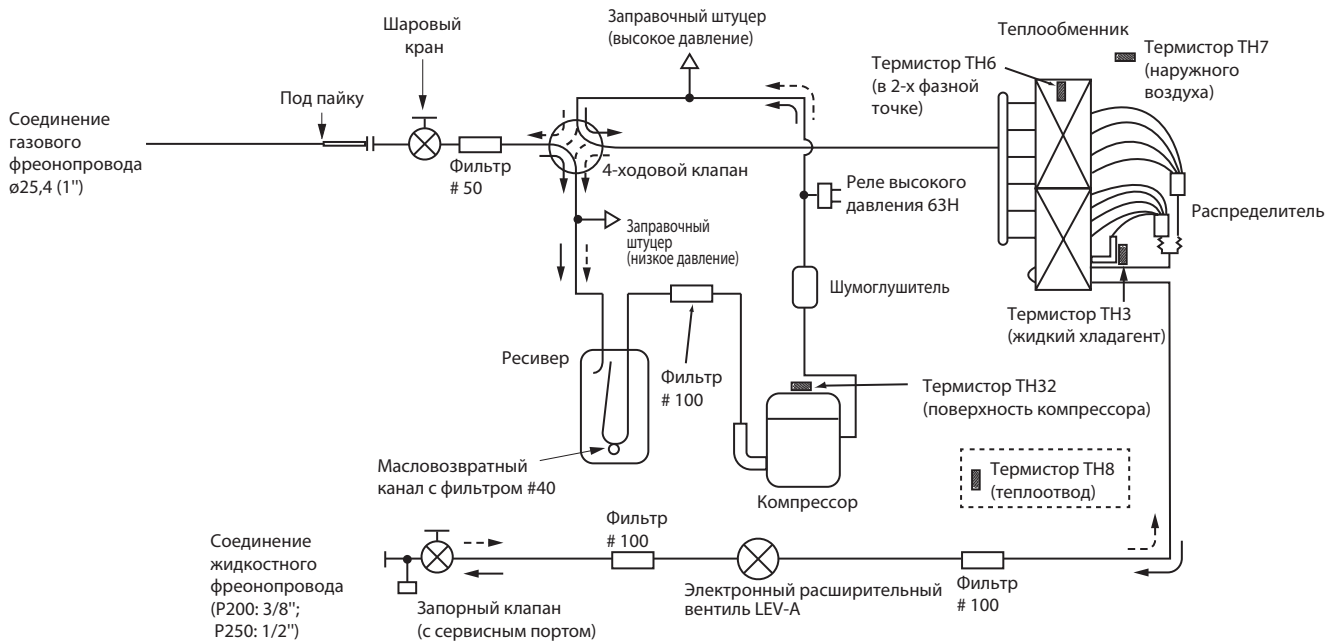 Заправочный штуцер
(высокое давление)
Шаровый
кран
Теплообменник
Термистор TH7
(наружного
воздуха)
Термистор TH6
(в 2-х фазной
точке)
Под пайку
Соединение
газового
фреонопровода
ø25,4 (1")
Фильтр
# 50
4-ходовой клапан
Реле высокого
давления 63H
Распределитель
Заправочный
штуцер
(низкое давление)
Шумоглушитель
Термистор TH3
(жидкий хладагент)
Ресивер
Фильтр
# 100
Термистор TH32
(поверхность компрессора)
Масловозвратный
канал с фильтром #40
Компрессор
Термистор TH8
(теплоотвод)
Соединение
жидкостного
фреонопровода
(P200: 3/8";
P250: 1/2")
Фильтр
# 100
Запорный клапан
(с сервисным портом)
Электронный расширительный
вентиль LEV-A
Фильтр
# 100